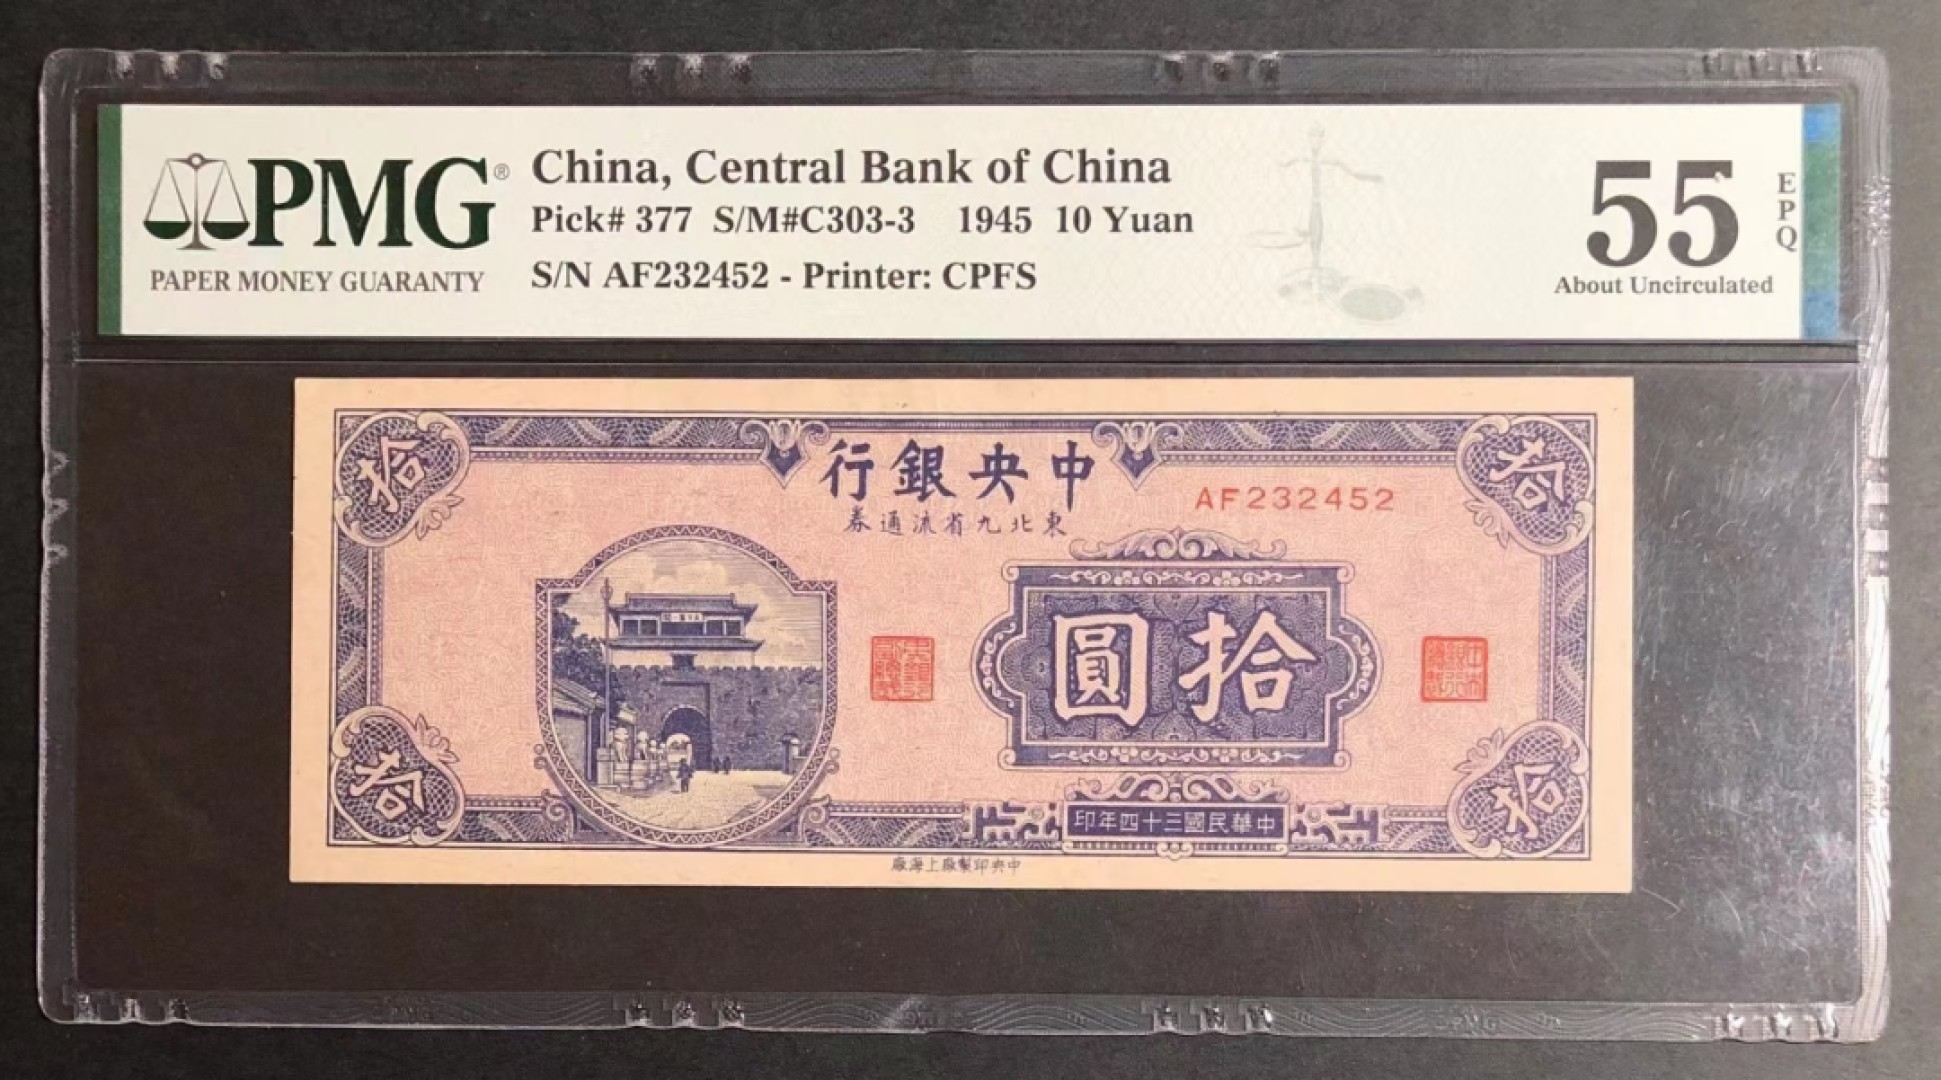 PMG®
PAPER MONEY GUARANTY
China, Central Bank of China
Pick# 377 S/M#C303-3 1945 10 Yuan
S/N AF232452 - Printer: CPFS
55
EPQ
About Uncirculated
行銀央中
券通流省九北東
AF232452
拾
拾
圓拾
拾
拾
印年四十三國民華中
廠海上廠製印央中